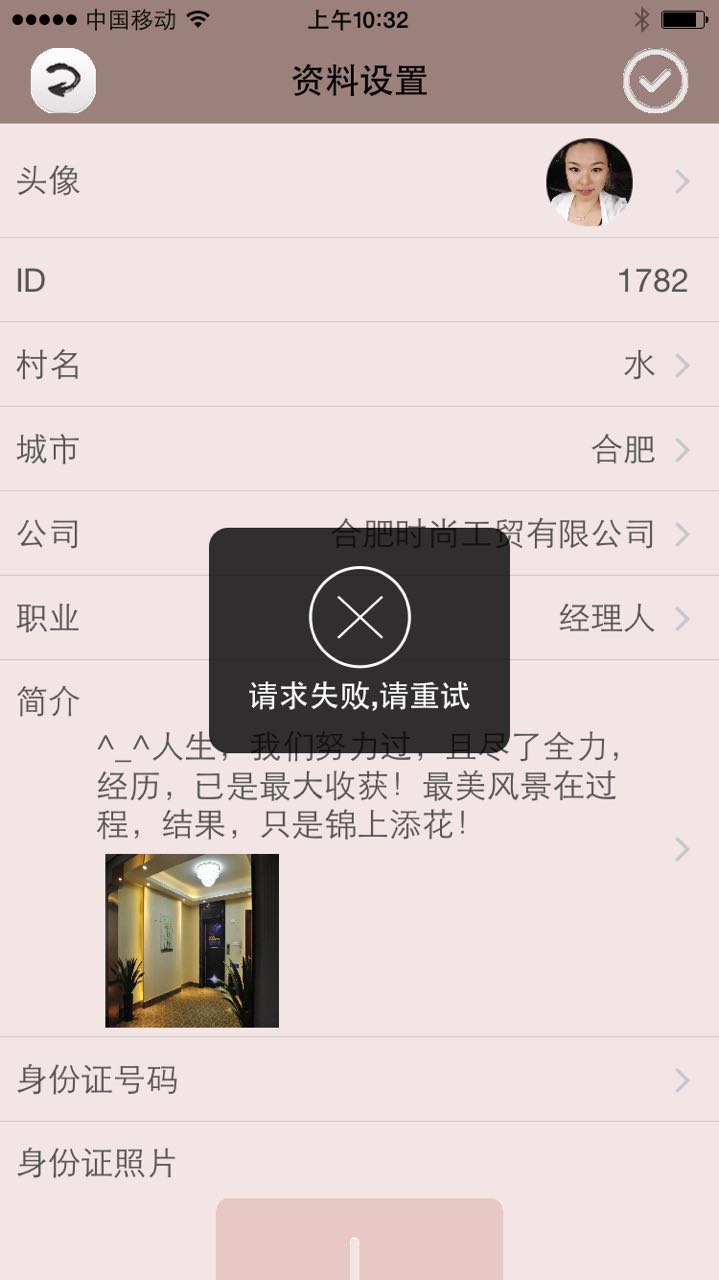 中国移动 上午10:32
资料设置
头像
ID 1782
村名 水
城市 合肥
公司 合肥时尚工贸有限公司
职业 经理人
请求失败,请重试
简介
^_^人生，我们努力过，且尽了全力，
经历，已是最大收获！最美风景在过
程，结果，只是锦上添花！
身份证号码
身份证照片